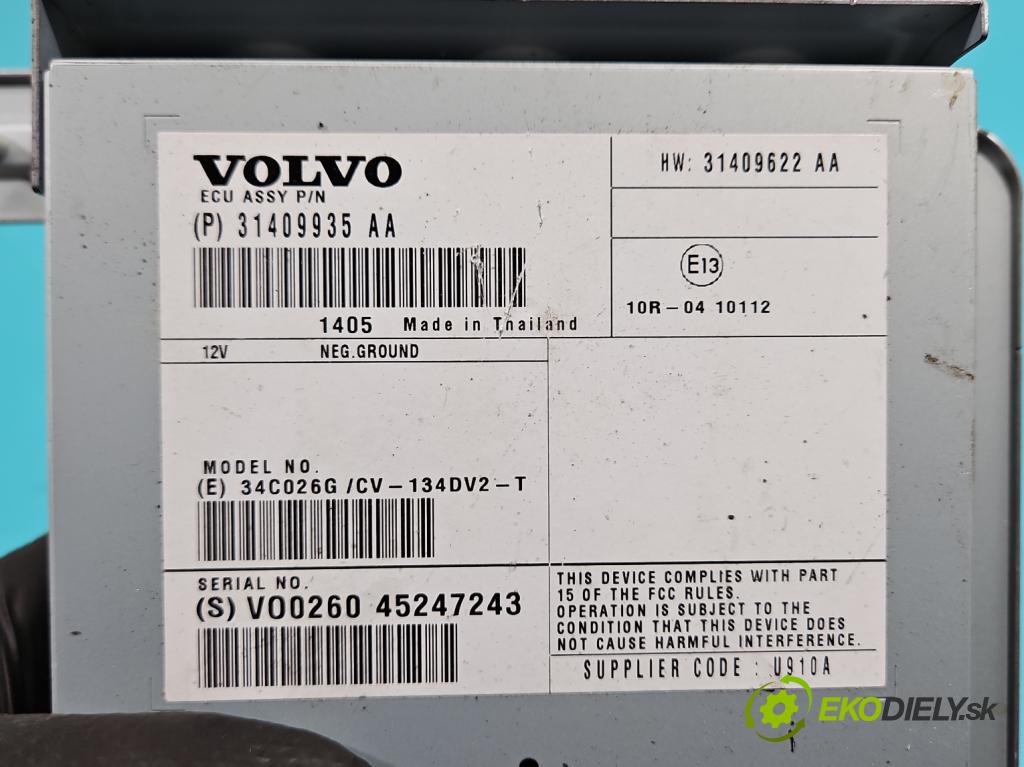 VOLVO
ECU ASSY P/N
(P) 31409935 AA
1405 Made in Thailand
HW: 31409622 AA
E13
10R-04 10112
12V NEG.GROUND
MODEL NO.
(E) 34C026G /CV-134DV2-T
SERIAL NO.
(S) VO0260 45247243
THIS DEVICE COMPLIES WITH PART
15 OF THE FCC RULES.
OPERATION IS SUBJECT TO THE
CONDITION THAT THIS DEVICE DOES
NOT CAUSE HARMFUL INTERFERENCE.
SUPPLIER CODE : U910A
EKODIELY.sk